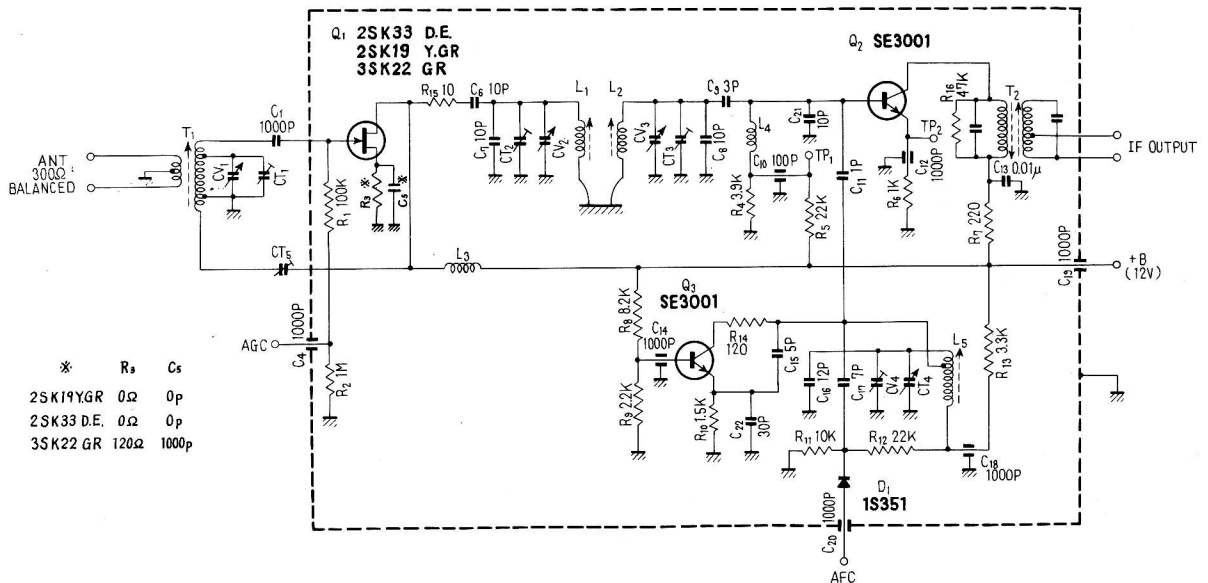 Q1 2SK33 D.E.
2SK19 Y.GR
3SK22 GR
Q2 SE3001
R15 10
C6 10P
L1
L2
C9 3P
R16 47K
T2
C1
1000P
T1
C7 10P
CT2
CV2
CV3
CT3
C8 10P
L4
C21
10P
TP2
C12
1000P
ANT
300Ω
BALANCED
CV1
CT1
R1 100K
R3 ※
C5 ※
C10 100P
TP1
R4 3.9K
R5 22K
C11 1P
R6 1K
C13 0.01μ
R7 220
IF OUTPUT
CT5
L3
C19 1000P
+B
(12V)
Q3
SE3001
R8 8.2K
C14
1000P
R14
120
C15 5P
L5
R13 3.3K
AGC
C4 1000P
R2 1M
R9 2.2K
R10 1.5K
C22
30P
C16 12P
C17 7P
CV4
CT4
※ R3 C5
2SK19Y.GR 0Ω 0p
2SK33 D.E. 0Ω 0p
3SK22 GR 120Ω 1000p
R11 10K
R12 22K
C18
1000P
D1
1S351
C20 1000P
AFC